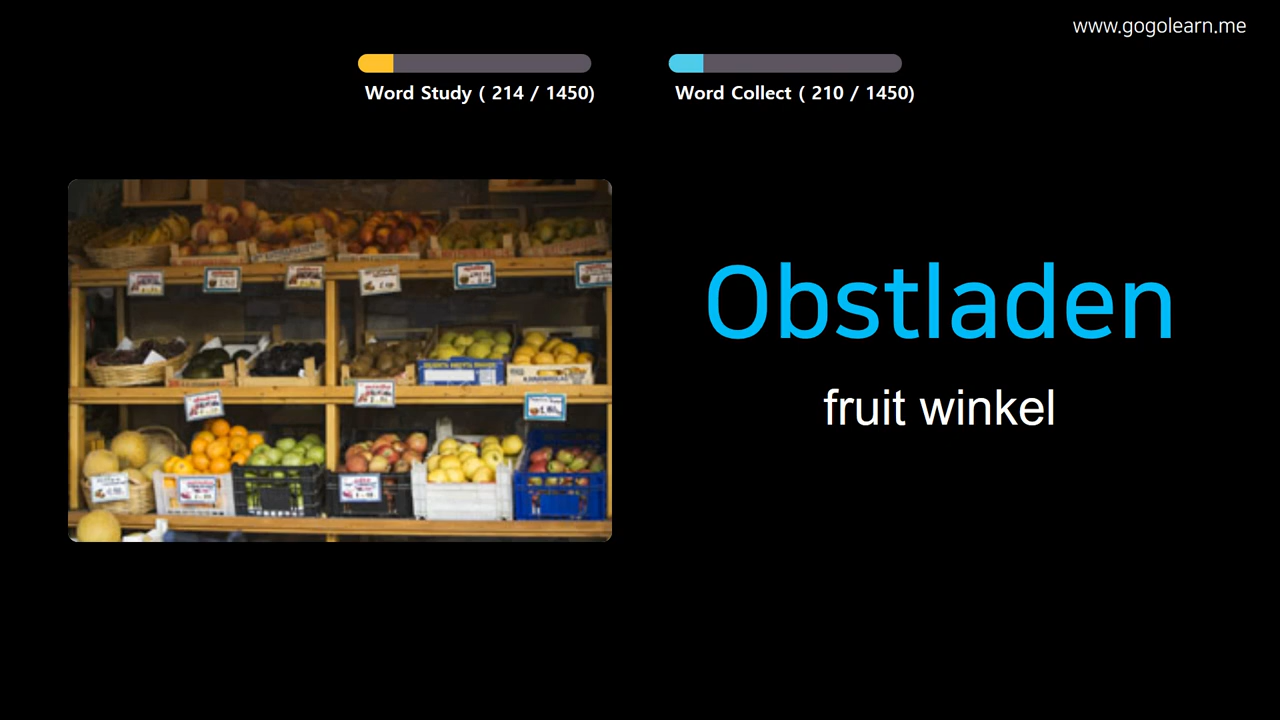 www.gogolearn.me
Word Study ( 214 / 1450)
Word Collect ( 210 / 1450)
Obstladen
fruit winkel